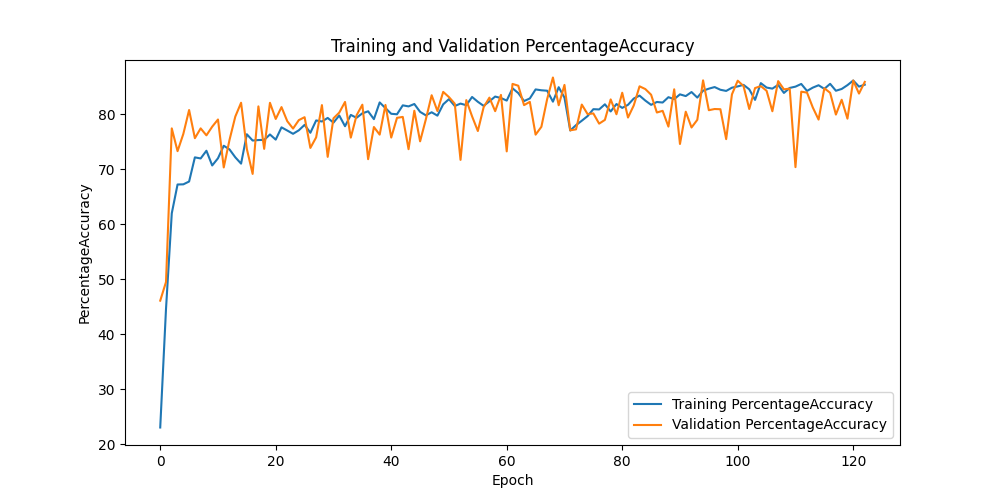 Training and Validation PercentageAccuracy
PercentageAccuracy
80
70
60
50
40
30
20
0
20
40
60
80
100
120
Epoch
Training PercentageAccuracy
Validation PercentageAccuracy